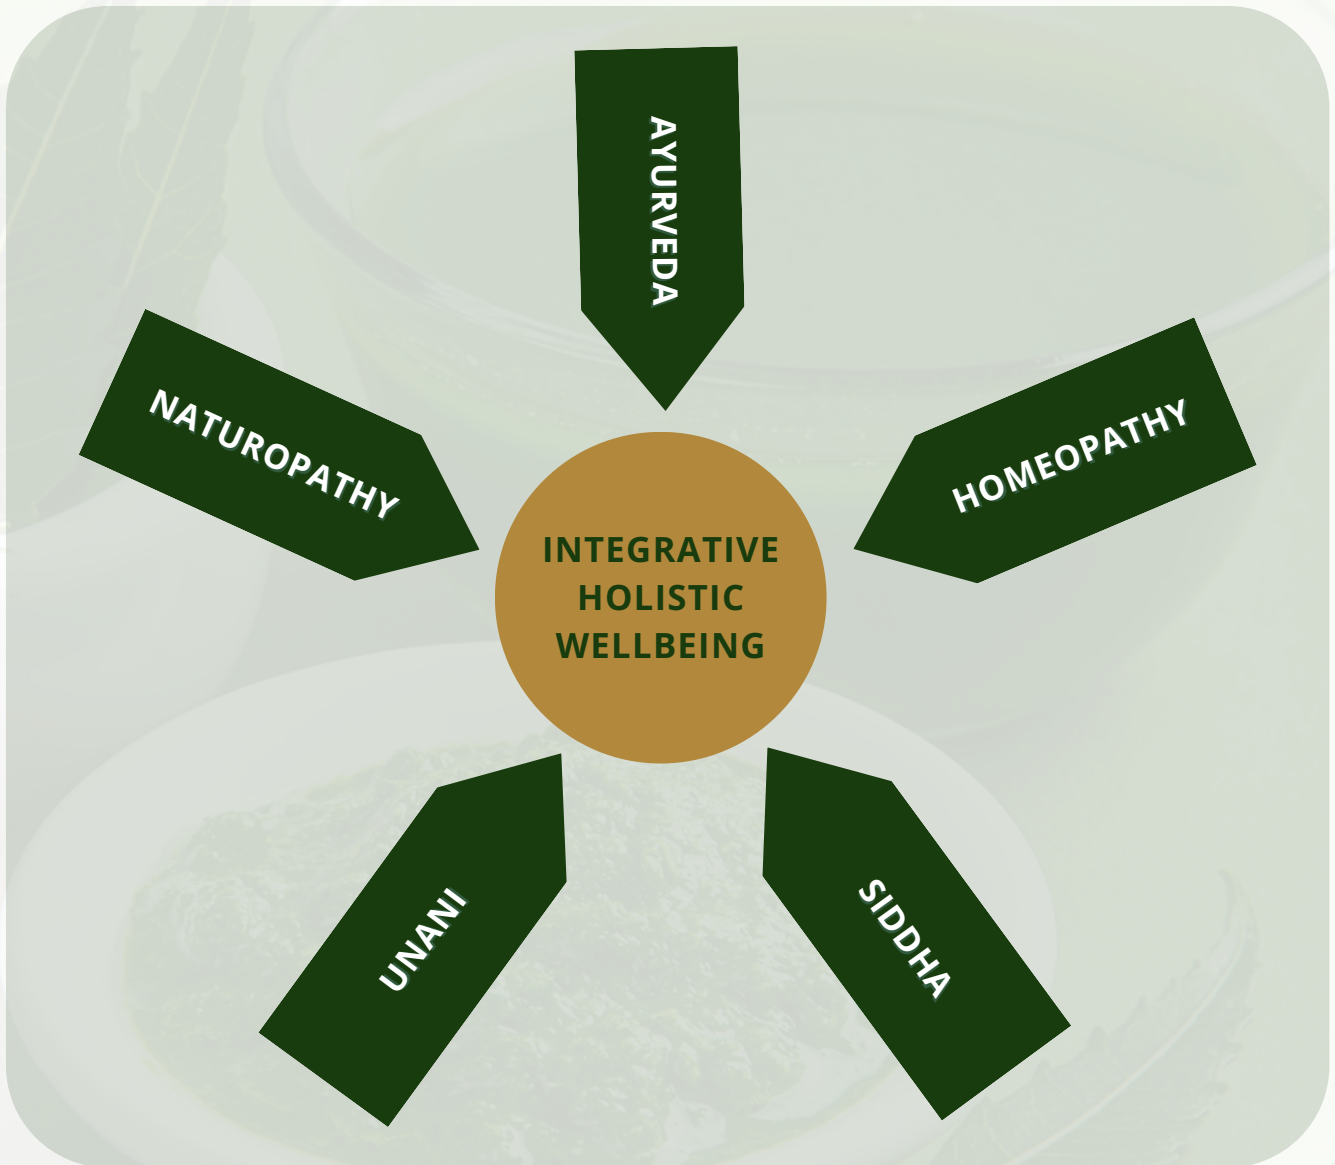 AYURVEDA
NATUROPATHY
HOMEOPATHY
INTEGRATIVE
HOLISTIC
WELLBEING
UNANI
SIDDHA